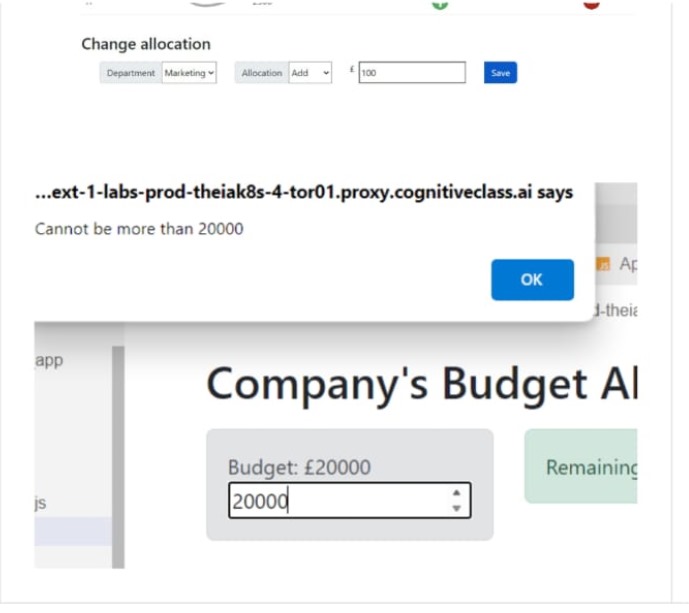 Change allocation
Department Marketing Allocation Add £ 100 Save
...ext-1-labs-prod-theiak8s-4-tor01.proxy.cognitiveclass.ai says
Cannot be more than 20000
OK
JS Ap
d-theia
app
Company's Budget Al
Budget: £20000
Remaining
20000
js